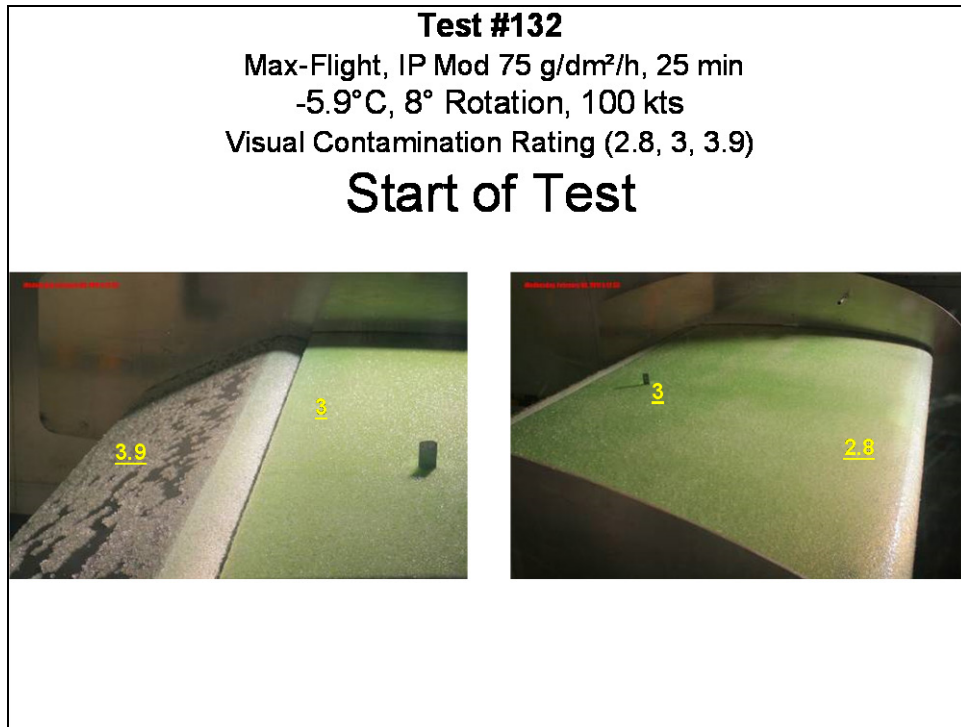 Test #132
Max-Flight, IP Mod 75 g/dm²/h, 25 min
-5.9°C, 8° Rotation, 100 kts
Visual Contamination Rating (2.8, 3, 3.9)
Start of Test
3
3.9
3
2.8